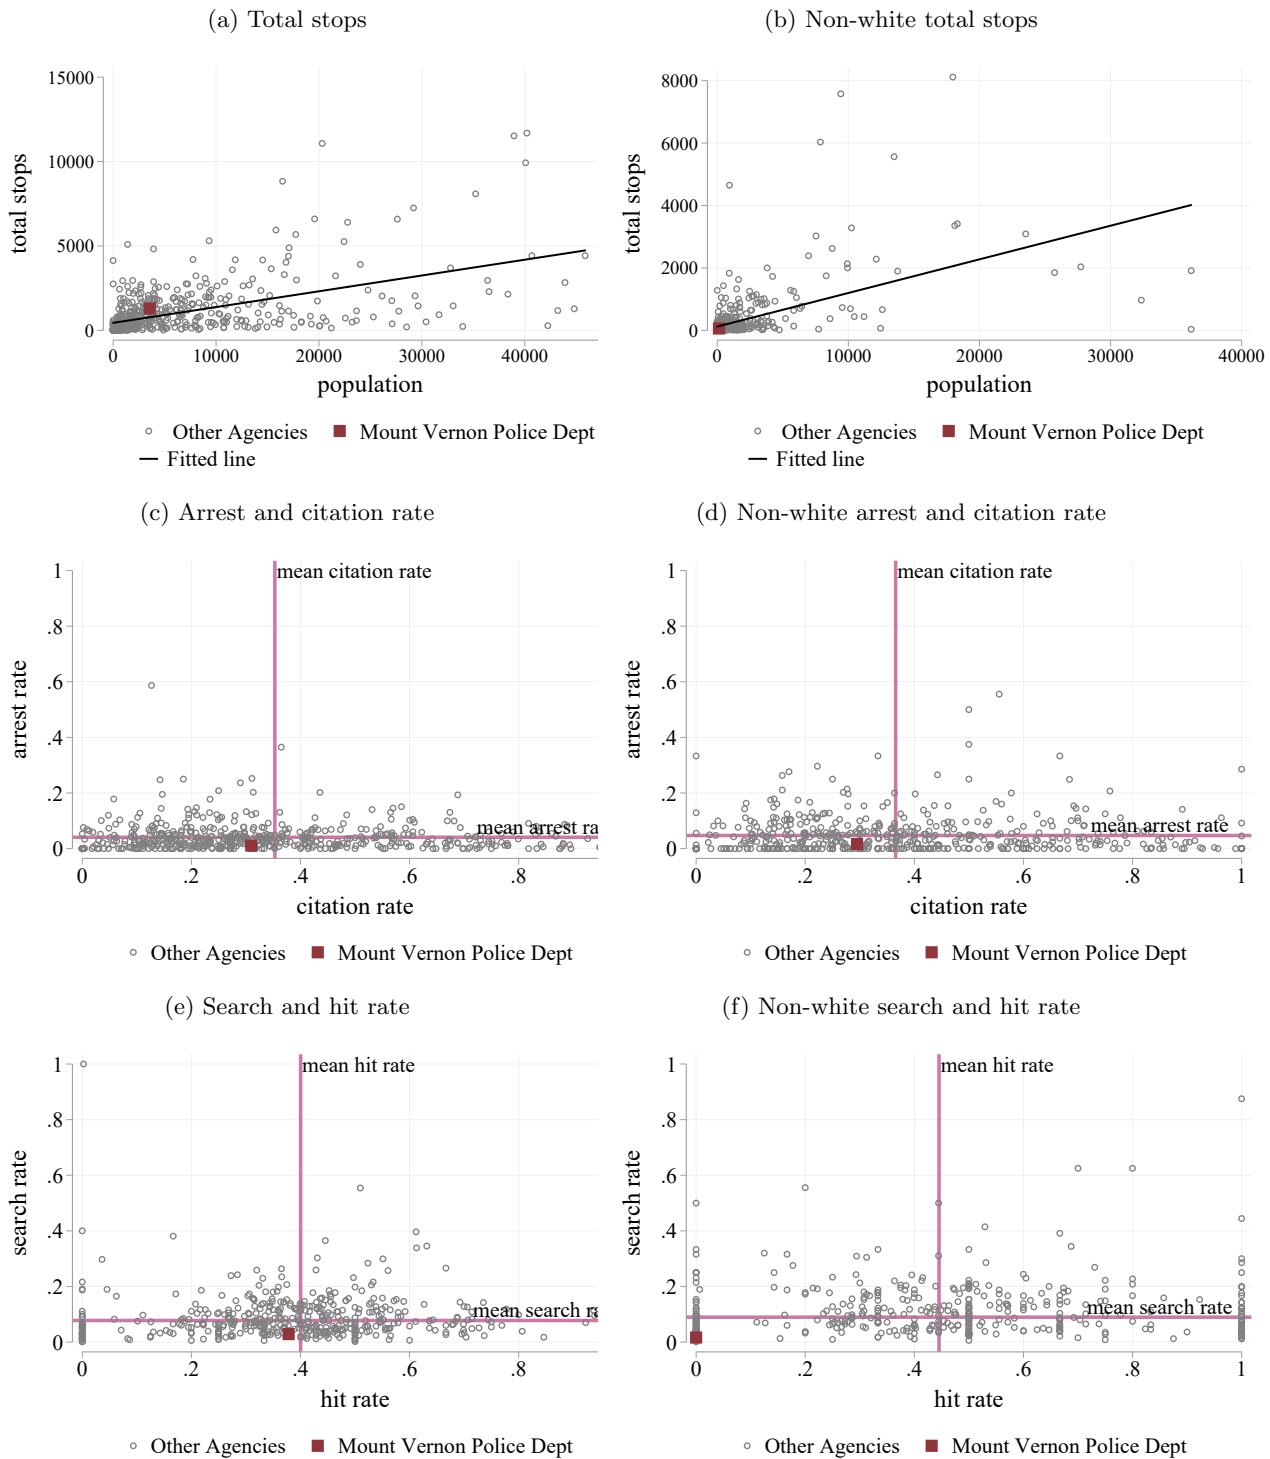 (a) Total stops
(b) Non-white total stops
15000
10000
5000
0
total stops
0 10000 20000 30000 40000
population
Other Agencies Mount Vernon Police Dept
Fitted line
8000
6000
4000
2000
0
total stops
0 10000 20000 30000 40000
population
Other Agencies Mount Vernon Police Dept
Fitted line
(c) Arrest and citation rate
(d) Non-white arrest and citation rate
mean citation rate
1
.8
.6
.4
.2
0
arrest rate
mean arrest ra
0 .2 .4 .6 .8
citation rate
Other Agencies Mount Vernon Police Dept
mean citation rate
1
.8
.6
.4
.2
0
arrest rate
mean arrest rate
0 .2 .4 .6 .8 1
citation rate
Other Agencies Mount Vernon Police Dept
(e) Search and hit rate
(f) Non-white search and hit rate
mean hit rate
1
.8
.6
.4
.2
0
search rate
mean search ra
0 .2 .4 .6 .8
hit rate
Other Agencies Mount Vernon Police Dept
mean hit rate
1
.8
.6
.4
.2
0
search rate
mean search rate
0 .2 .4 .6 .8 1
hit rate
Other Agencies Mount Vernon Police Dept